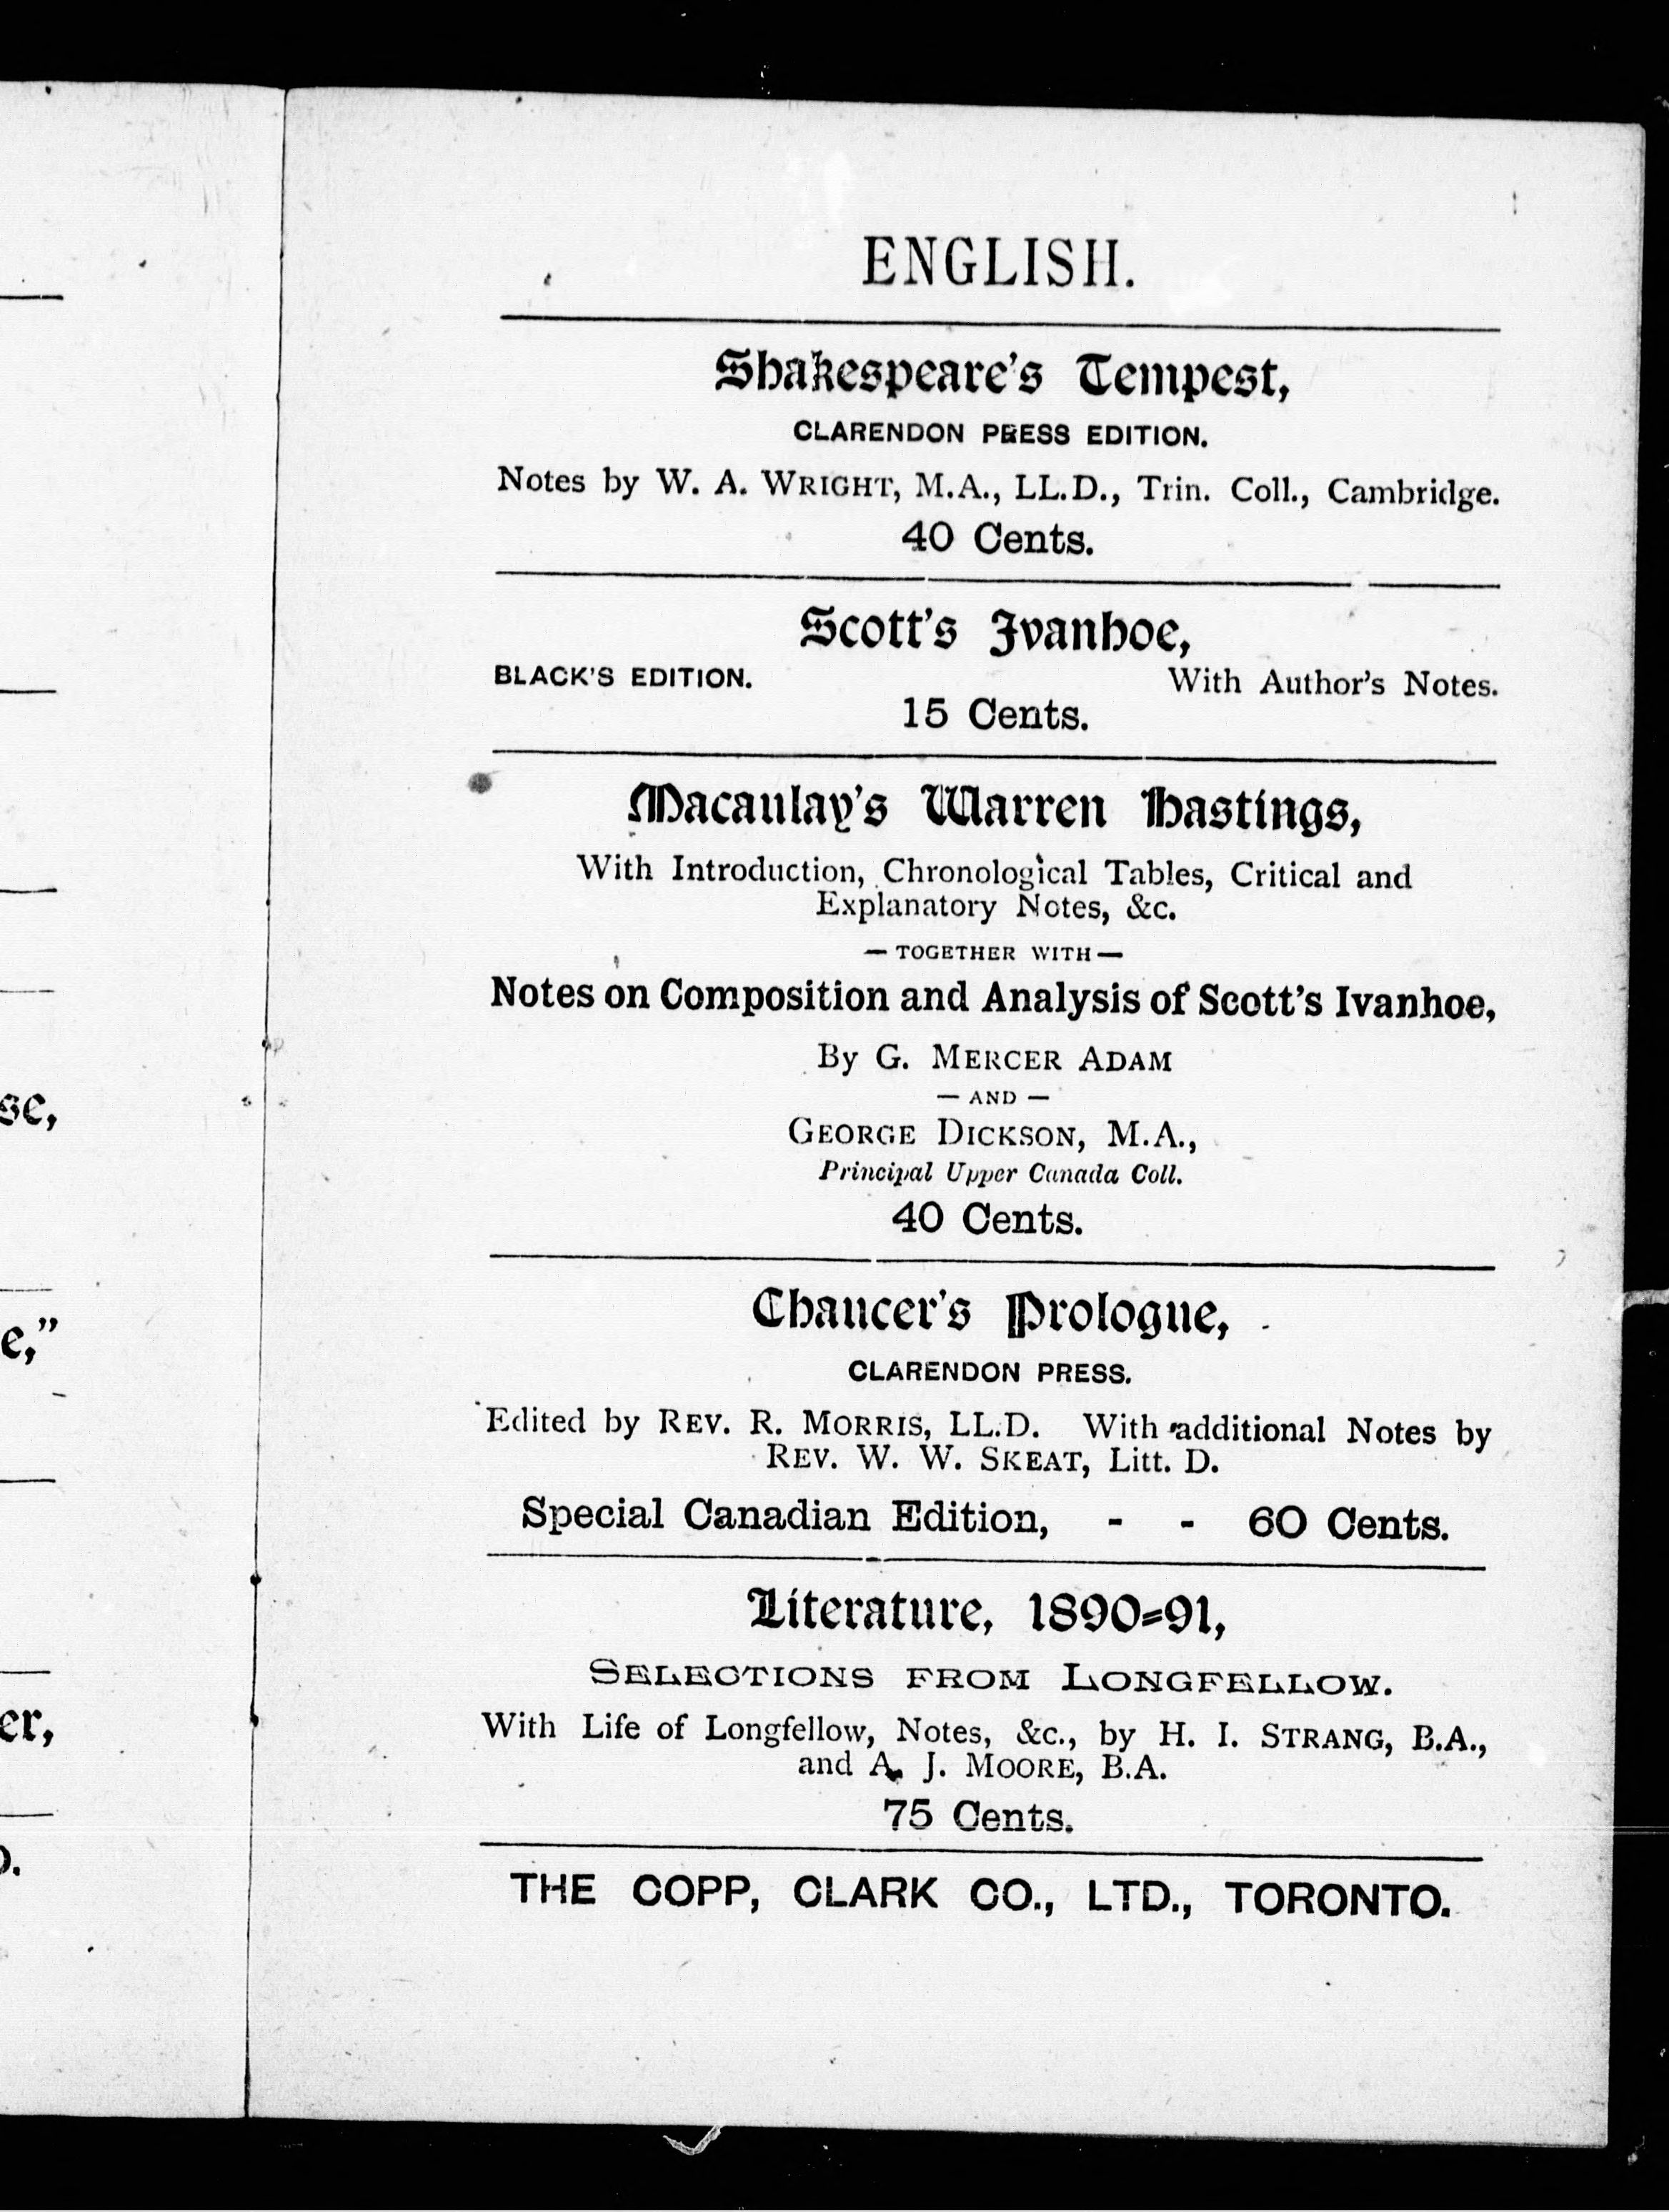 ENGLISH.
Shakespeare's Tempest,
CLARENDON PRESS EDITION.
Notes by W. A. WRIGHT, M.A., LL.D., Trin. Coll., Cambridge.
40 Cents.
Scott's Ivanhoe,
BLACK'S EDITION. With Author's Notes.
15 Cents.
Macaulay's Warren Hastings,
With Introduction, Chronological Tables, Critical and
Explanatory Notes, &c.
— TOGETHER WITH —
Notes on Composition and Analysis of Scott's Ivanhoe,
By G. MERCER ADAM
— AND —
GEORGE DICKSON, M.A.,
Principal Upper Canada Coll.
40 Cents.
Chaucer's Prologue,
CLARENDON PRESS.
Edited by REV. R. MORRIS, LL.D. With additional Notes by
REV. W. W. SKEAT, Litt. D.
Special Canadian Edition, - - 60 Cents.
Literature, 1890-91,
SELECTIONS FROM LONGFELLOW.
With Life of Longfellow, Notes, &c., by H. I. STRANG, B.A.,
and A. J. MOORE, B.A.
75 Cents.
THE COPP, CLARK CO., LTD., TORONTO.